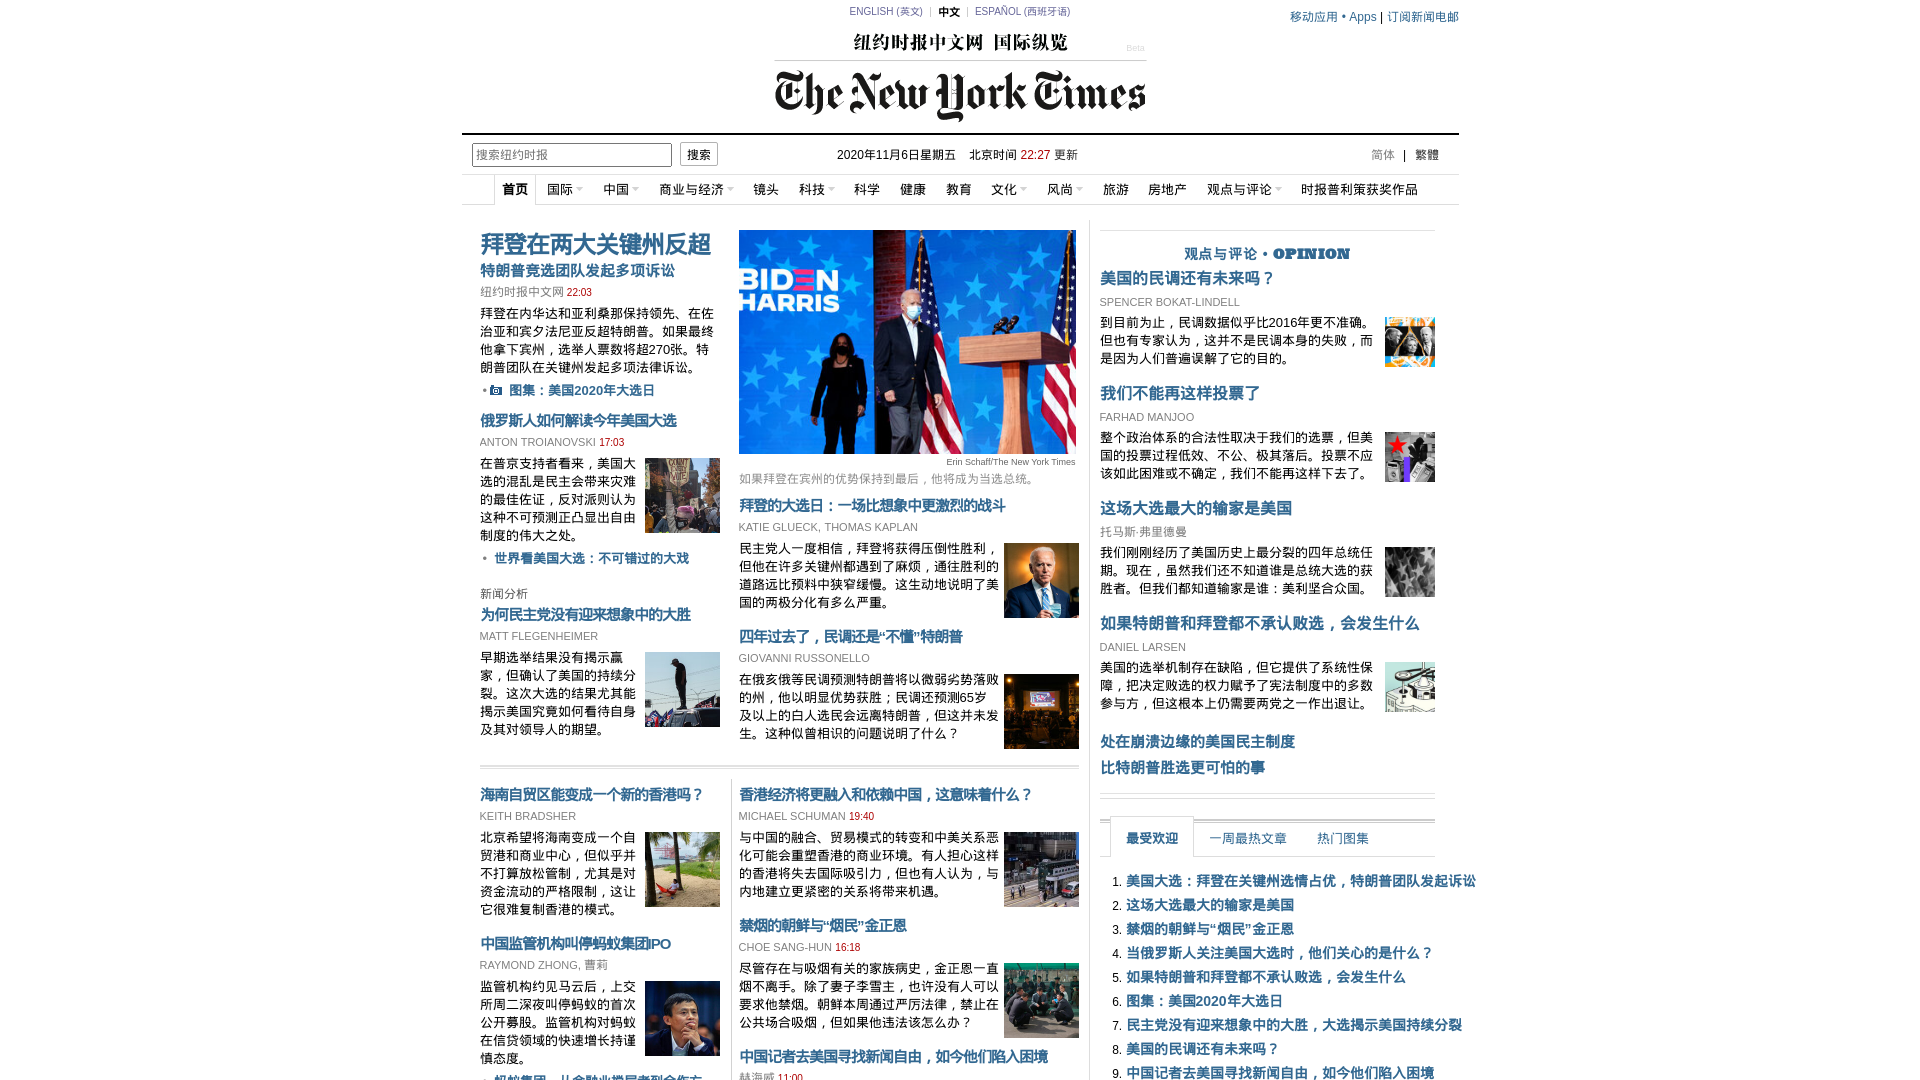 ENGLISH (英文)
中文
ESPAÑOL (西班牙语)
移动应用 • Apps | 订阅新闻电邮
纽约时报中文网 国际纵览
Beta
The New York Times
搜索纽约时报
搜索
2020年11月6日星期五 北京时间 22:27 更新
简体 | 繁體
首页 国际 中国 商业与经济 镜头 科技 科学 健康 教育 文化 风尚 旅游 房地产 观点与评论 时报普利策获奖作品
拜登在两大关键州反超
特朗普竞选团队发起多项诉讼
纽约时报中文网 22:03
拜登在内华达和亚利桑那保持领先、在佐
治亚和宾夕法尼亚反超特朗普。如果最终
他拿下宾州，选举人票数将超270张。特
朗普团队在关键州发起多项法律诉讼。
• 图集：美国2020年大选日
俄罗斯人如何解读今年美国大选
ANTON TROIANOVSKI 17:03
在普京支持者看来，美国大
选的混乱是民主会带来灾难
的最佳佐证，反对派则认为
这种不可预测正凸显出自由
制度的伟大之处。
• 世界看美国大选：不可错过的大戏
新闻分析
为何民主党没有迎来想象中的大胜
MATT FLEGENHEIMER
早期选举结果没有揭示赢
家，但确认了美国的持续分
裂。这次大选的结果尤其能
揭示美国究竟如何看待自身
及其对领导人的期望。
BIDEN
HARRIS
Erin Schaff/The New York Times
如果拜登在宾州的优势保持到最后，他将成为当选总统。
拜登的大选日：一场比想象中更激烈的战斗
KATIE GLUECK, THOMAS KAPLAN
民主党人一度相信，拜登将获得压倒性胜利，
但他在许多关键州都遇到了麻烦，通往胜利的
道路远比预料中狭窄缓慢。这生动地说明了美
国的两极分化有多么严重。
四年过去了，民调还是“不懂”特朗普
GIOVANNI RUSSONELLO
在俄亥俄等民调预测特朗普将以微弱劣势落败
的州，他以明显优势获胜；民调还预测65岁
及以上的白人选民会远离特朗普，但这并未发
生。这种似曾相识的问题说明了什么？
海南自贸区能变成一个新的香港吗？
KEITH BRADSHER
北京希望将海南变成一个自
贸港和商业中心，但似乎并
不打算放松管制，尤其是对
资金流动的严格限制，这让
它很难复制香港的模式。
中国监管机构叫停蚂蚁集团IPO
RAYMOND ZHONG, 曹莉
监管机构约见马云后，上交
所周二深夜叫停蚂蚁的首次
公开募股。监管机构对蚂蚁
在信贷领域的快速增长持谨
慎态度。
香港经济将更融入和依赖中国，这意味着什么？
MICHAEL SCHUMAN 19:40
与中国的融合、贸易模式的转变和中美关系恶
化可能会重塑香港的商业环境。有人担心这样
的香港将失去国际吸引力，但也有人认为，与
内地建立更紧密的关系将带来机遇。
禁烟的朝鲜与“烟民”金正恩
CHOE SANG-HUN 16:18
尽管存在与吸烟有关的家族病史，金正恩一直
烟不离手。除了妻子李雪主，也许没有人可以
要求他禁烟。朝鲜本周通过严厉法律，禁止在
公共场合吸烟，但如果他违法该怎么办？
中国记者去美国寻找新闻自由，如今他们陷入困境
赫海威 11:00
观点与评论 • OPINION
美国的民调还有未来吗？
SPENCER BOKAT-LINDELL
到目前为止，民调数据似乎比2016年更不准确。
但也有专家认为，这并不是民调本身的失败，而
是因为人们普遍误解了它的目的。
我们不能再这样投票了
FARHAD MANJOO
整个政治体系的合法性取决于我们的选票，但美
国的投票过程低效、不公、极其落后。投票不应
该如此困难或不确定，我们不能再这样下去了。
这场大选最大的输家是美国
托马斯·弗里德曼
我们刚刚经历了美国历史上最分裂的四年总统任
期。现在，虽然我们还不知道谁是总统大选的获
胜者。但我们都知道输家是谁：美利坚合众国。
如果特朗普和拜登都不承认败选，会发生什么
DANIEL LARSEN
美国的选举机制存在缺陷，但它提供了系统性保
障，把决定败选的权力赋予了宪法制度中的多数
参与方，但这根本上仍需要两党之一作出退让。
处在崩溃边缘的美国民主制度
比特朗普胜选更可怕的事
最受欢迎 一周最热文章 热门图集
1. 美国大选：拜登在关键州选情占优，特朗普团队发起诉讼
2. 这场大选最大的输家是美国
3. 禁烟的朝鲜与“烟民”金正恩
4. 当俄罗斯人关注美国大选时，他们关心的是什么？
5. 如果特朗普和拜登都不承认败选，会发生什么
6. 图集：美国2020年大选日
7. 民主党没有迎来想象中的大胜，大选揭示美国持续分裂
8. 美国的民调还有未来吗？
9. 中国记者去美国寻找新闻自由，如今他们陷入困境